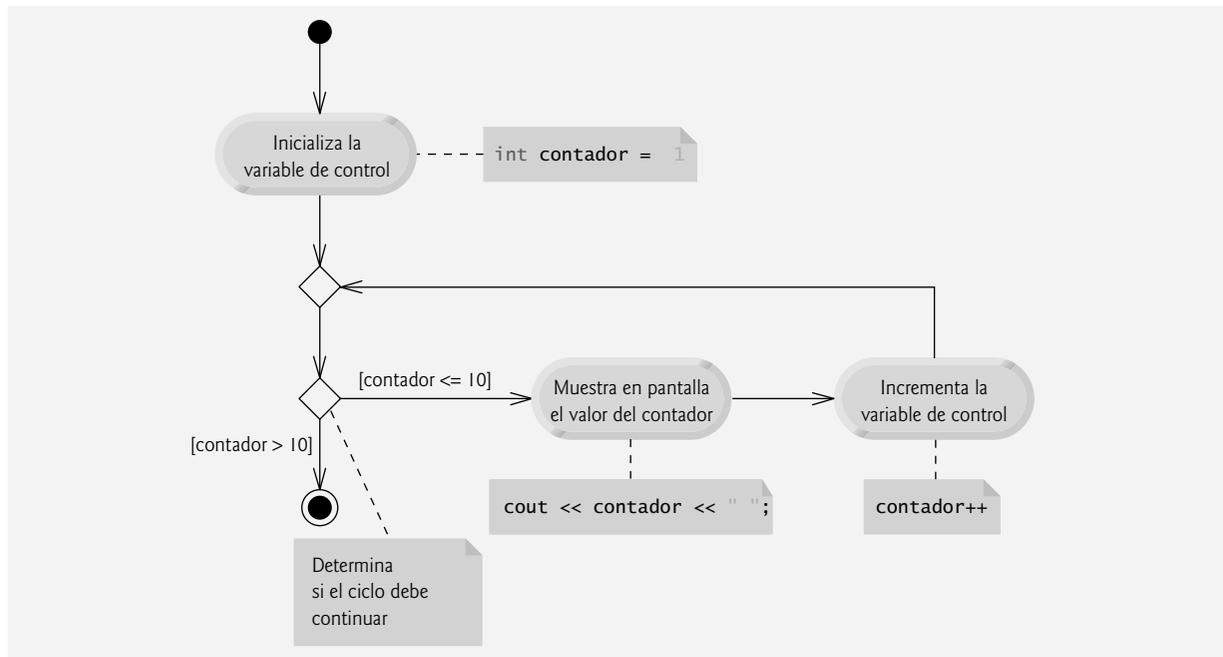 Inicializa la
variable de control
int contador = 1
[contador <= 10]
Muestra en pantalla
el valor del contador
Incrementa la
variable de control
[contador > 10]
cout << contador << " ";
contador++
Determina
si el ciclo debe
continuar